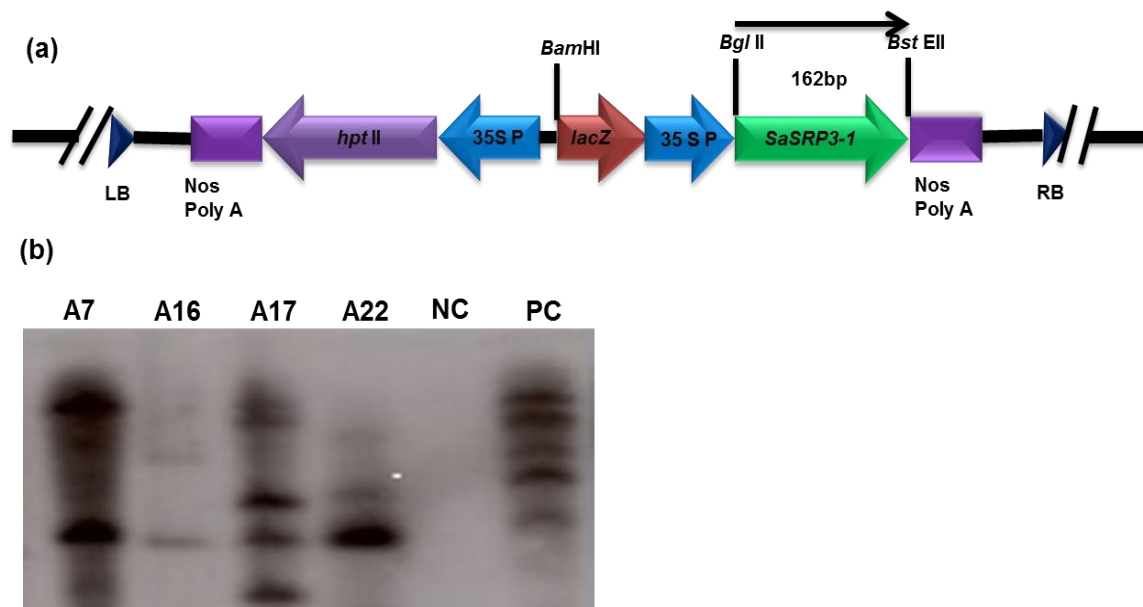 (a)
BamHI
Bgl II
Bst EII
162bp
hpt II
35S P
lacZ
35 S P
SaSRP3-1
LB
Nos
Poly A
Nos
Poly A
RB
(b)
A7 A16 A17 A22 NC PC